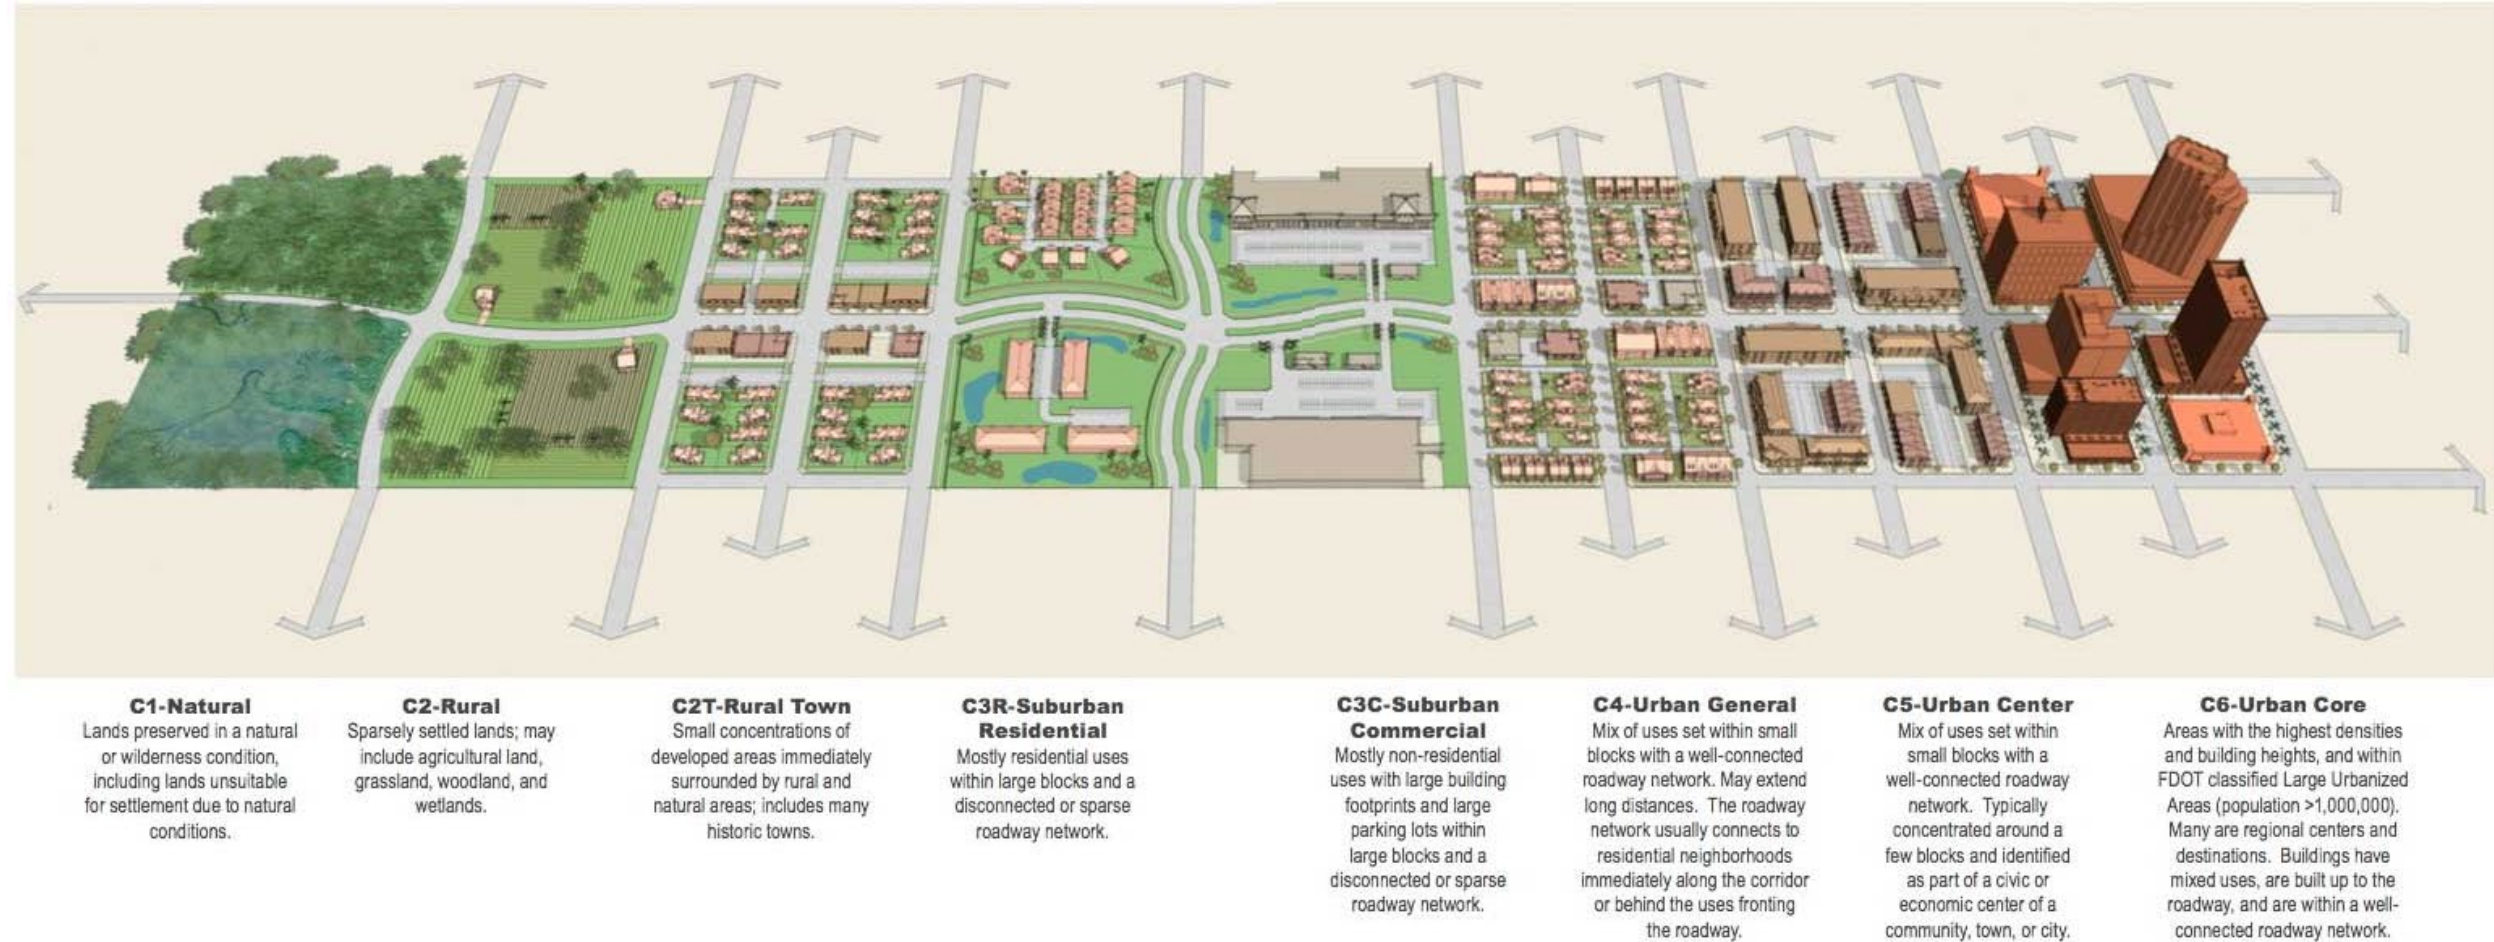 C1-Natural
Lands preserved in a natural
or wilderness condition,
including lands unsuitable
for settlement due to natural
conditions.
C2-Rural
Sparsely settled lands; may
include agricultural land,
grassland, woodland, and
wetlands.
C2T-Rural Town
Small concentrations of
developed areas immediately
surrounded by rural and
natural areas; includes many
historic towns.
C3R-Suburban
Residential
Mostly residential uses
within large blocks and a
disconnected or sparse
roadway network.
C3C-Suburban
Commercial
Mostly non-residential
uses with large building
footprints and large
parking lots within
large blocks and a
disconnected or sparse
roadway network.
C4-Urban General
Mix of uses set within small
blocks with a well-connected
roadway network. May extend
long distances. The roadway
network usually connects to
residential neighborhoods
immediately along the corridor
or behind the uses fronting
the roadway.
C5-Urban Center
Mix of uses set within
small blocks with a
well-connected roadway
network. Typically
concentrated around a
few blocks and identified
as part of a civic or
economic center of a
community, town, or city.
C6-Urban Core
Areas with the highest densities
and building heights, and within
FDOT classified Large Urbanized
Areas (population >1,000,000).
Many are regional centers and
destinations. Buildings have
mixed uses, are built up to the
roadway, and are within a well-
connected roadway network.